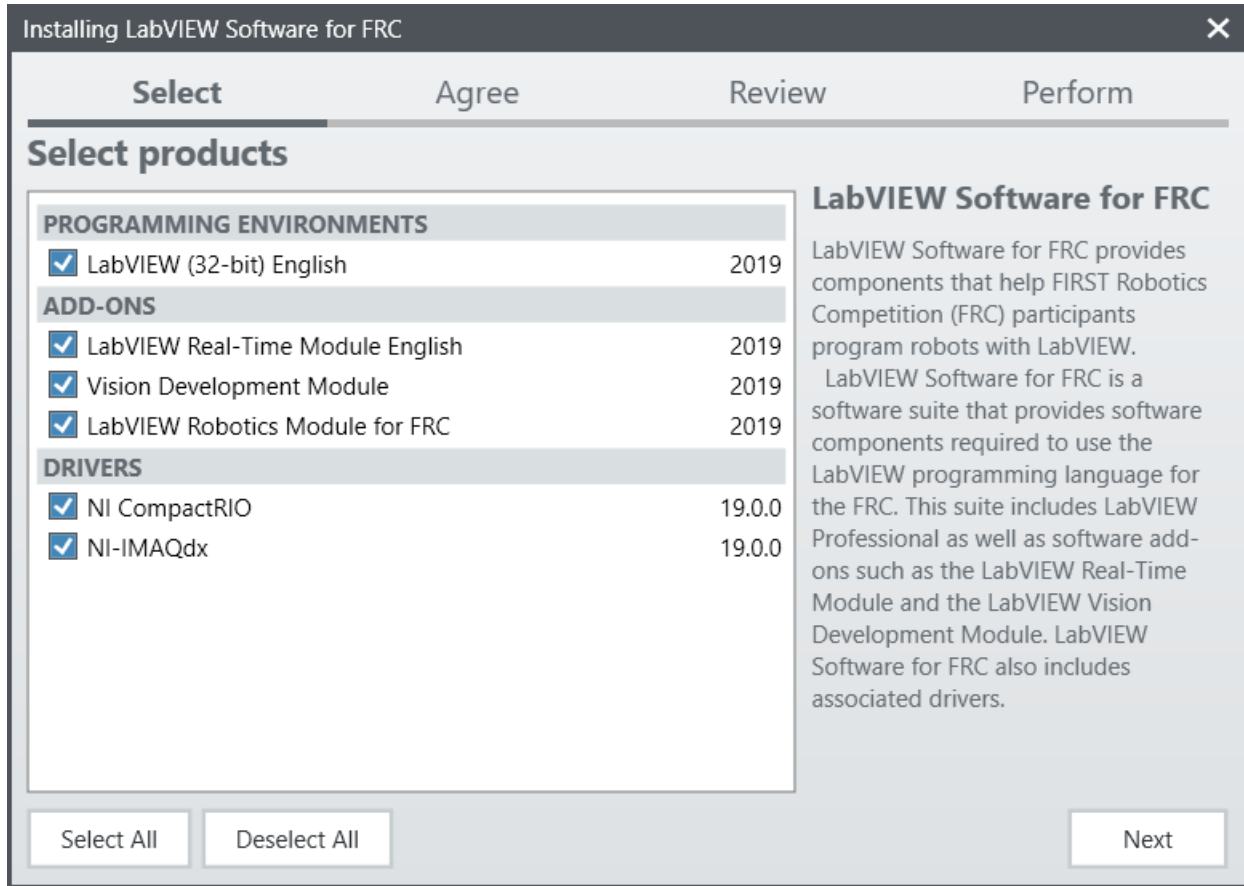 Installing LabVIEW Software for FRC
Select Agree Review Perform
Select products
PROGRAMMING ENVIRONMENTS
LabVIEW (32-bit) English 2019
ADD-ONS
LabVIEW Real-Time Module English 2019
Vision Development Module 2019
LabVIEW Robotics Module for FRC 2019
DRIVERS
NI CompactRIO 19.0.0
NI-IMAQdx 19.0.0
LabVIEW Software for FRC
LabVIEW Software for FRC provides
components that help FIRST Robotics
Competition (FRC) participants
program robots with LabVIEW.
LabVIEW Software for FRC is a
software suite that provides software
components required to use the
LabVIEW programming language for
the FRC. This suite includes LabVIEW
Professional as well as software add-
ons such as the LabVIEW Real-Time
Module and the LabVIEW Vision
Development Module. LabVIEW
Software for FRC also includes
associated drivers.
Select All Deselect All Next